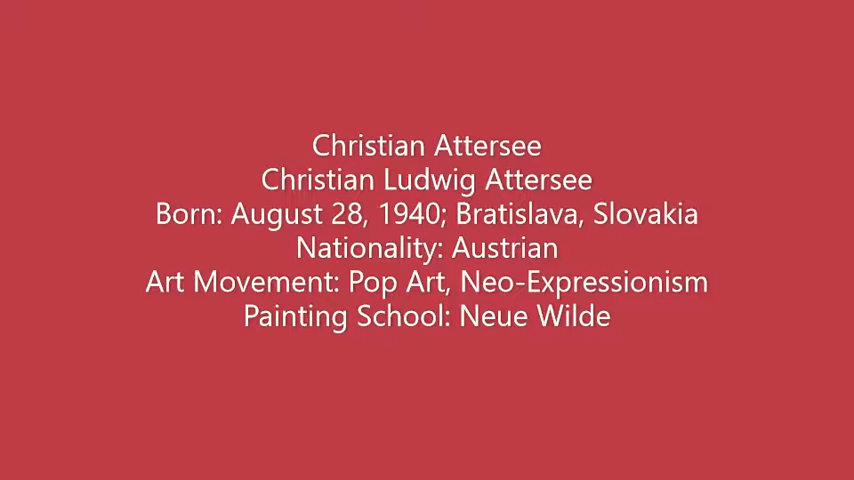 Christian Attersee
Christian Ludwig Attersee
Born: August 28, 1940; Bratislava, Slovakia
Nationality: Austrian
Art Movement: Pop Art, Neo-Expressionism
Painting School: Neue Wilde